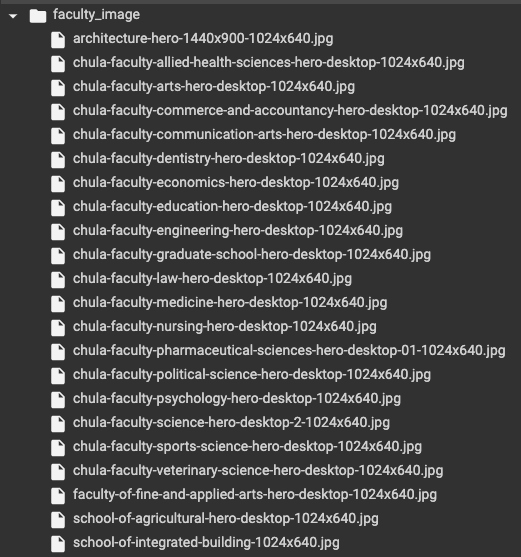 faculty_image
architecture-hero-1440x900-1024x640.jpg
chula-faculty-allied-health-sciences-hero-desktop-1024x640.jpg
chula-faculty-arts-hero-desktop-1024x640.jpg
chula-faculty-commerce-and-accountancy-hero-desktop-1024x640.jpg
chula-faculty-communication-arts-hero-desktop-1024x640.jpg
chula-faculty-dentistry-hero-desktop-1024x640.jpg
chula-faculty-economics-hero-desktop-1024x640.jpg
chula-faculty-education-hero-desktop-1024x640.jpg
chula-faculty-engineering-hero-desktop-1024x640.jpg
chula-faculty-graduate-school-hero-desktop-1024x640.jpg
chula-faculty-law-hero-desktop-1024x640.jpg
chula-faculty-medicine-hero-desktop-1024x640.jpg
chula-faculty-nursing-hero-desktop-1024x640.jpg
chula-faculty-pharmaceutical-sciences-hero-desktop-01-1024x640.jpg
chula-faculty-political-science-hero-desktop-1024x640.jpg
chula-faculty-psychology-hero-desktop-1024x640.jpg
chula-faculty-science-hero-desktop-2-1024x640.jpg
chula-faculty-sports-science-hero-desktop-1024x640.jpg
chula-faculty-veterinary-science-hero-desktop-1024x640.jpg
faculty-of-fine-and-applied-arts-hero-desktop-1024x640.jpg
school-of-agricultural-hero-desktop-1024x640.jpg
school-of-integrated-building-1024x640.jpg